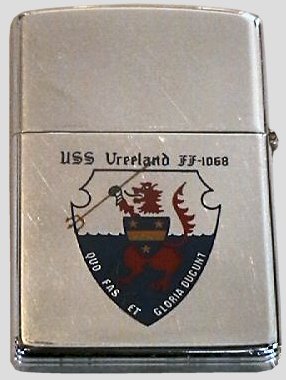 USS Vreeland FF-1068
QUO FAS ET GLORIA DUCUNT